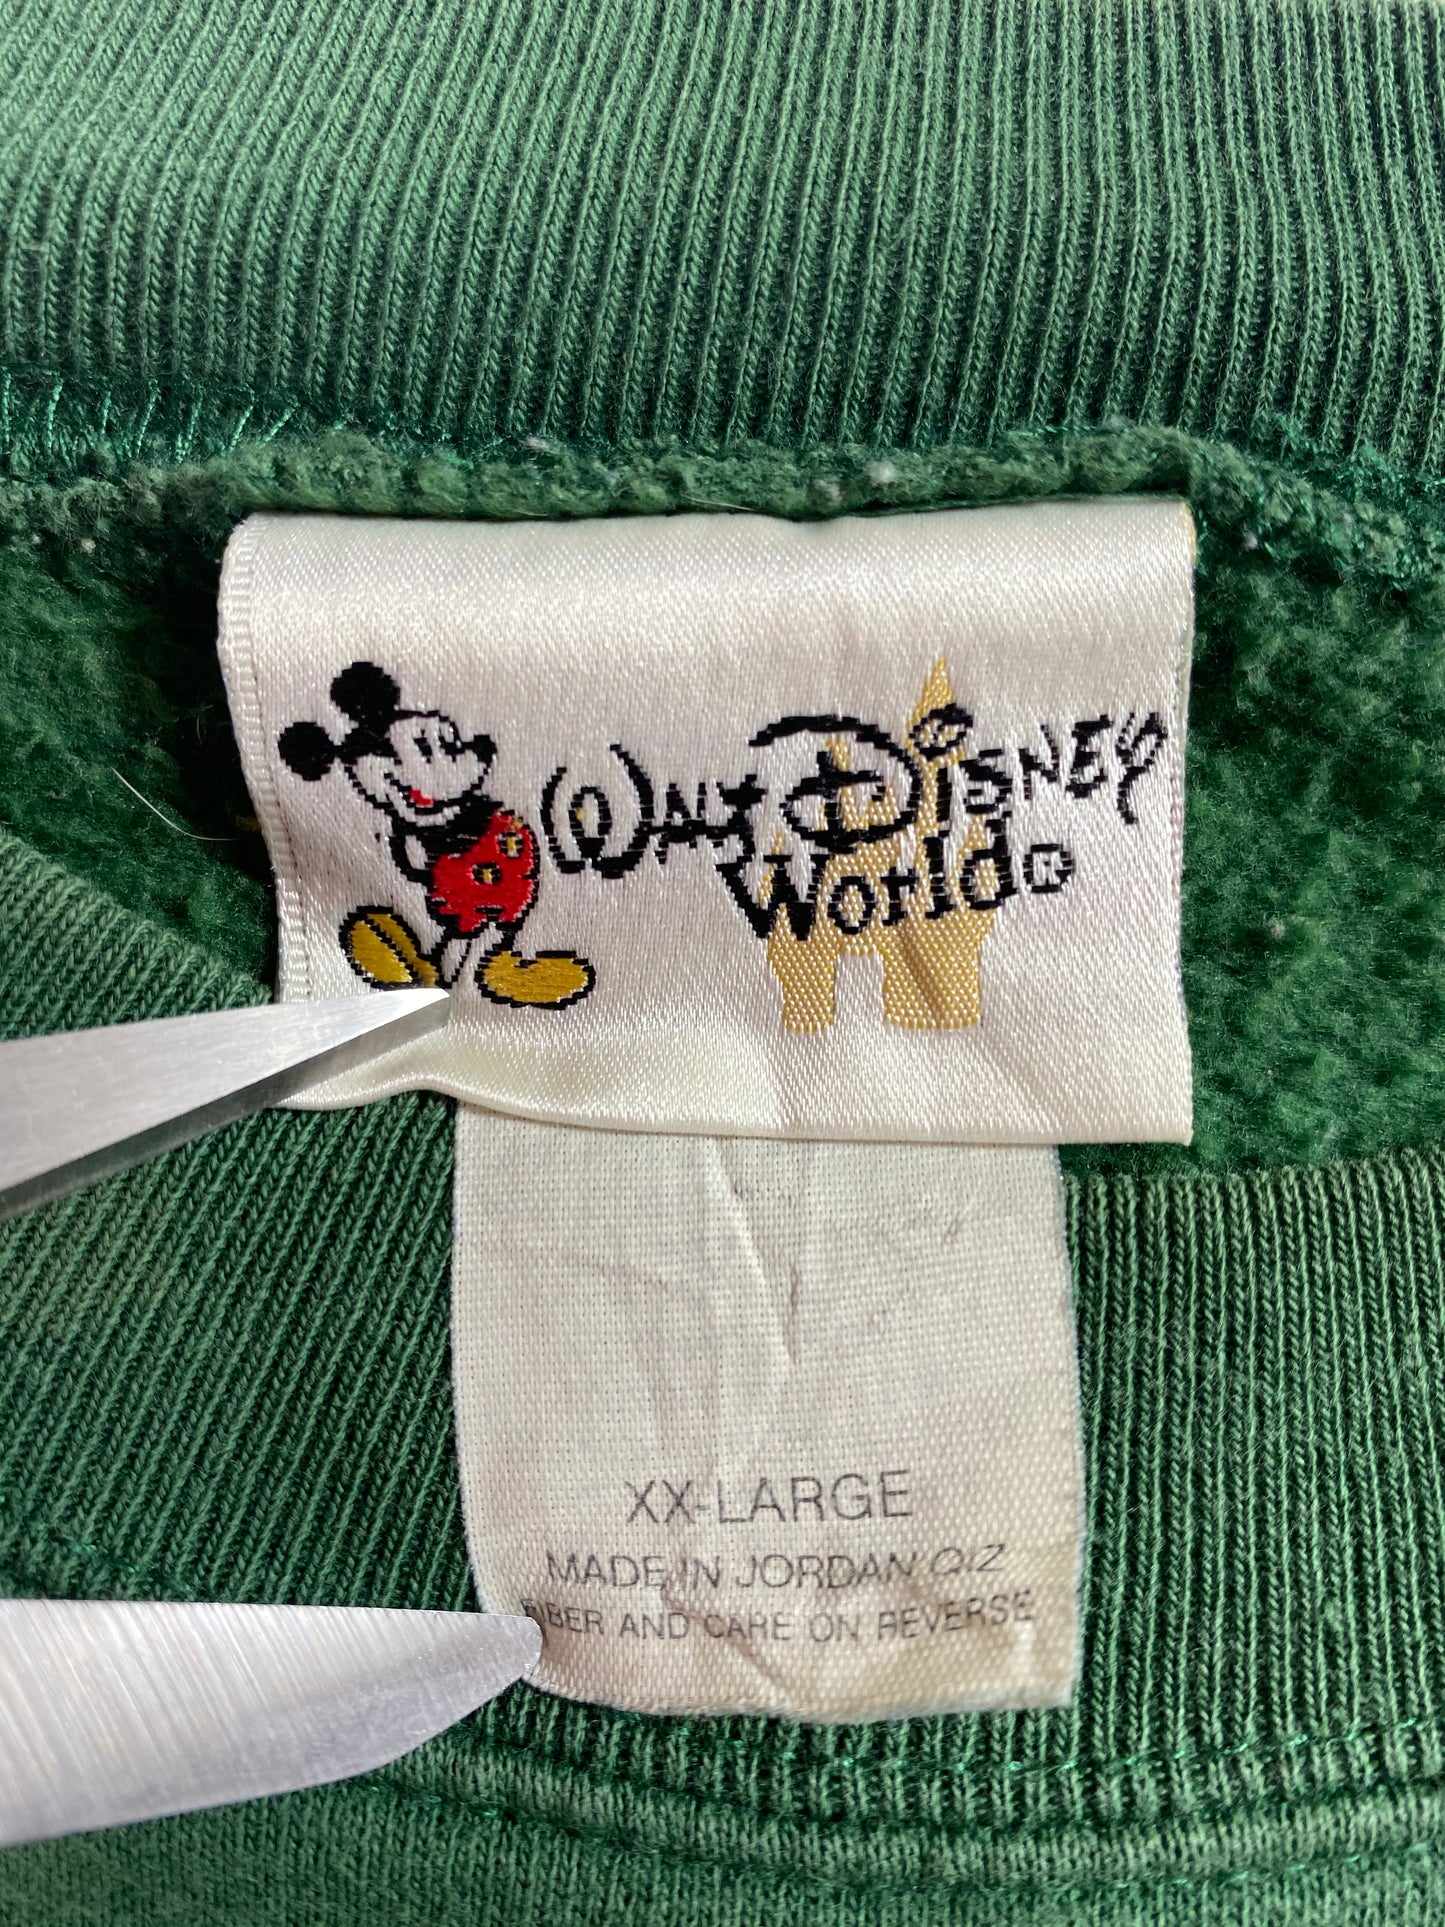 Walt Disney
World®
XX-LARGE
MADE IN JORDAN QIZ
FIBER AND CARE ON REVERSE